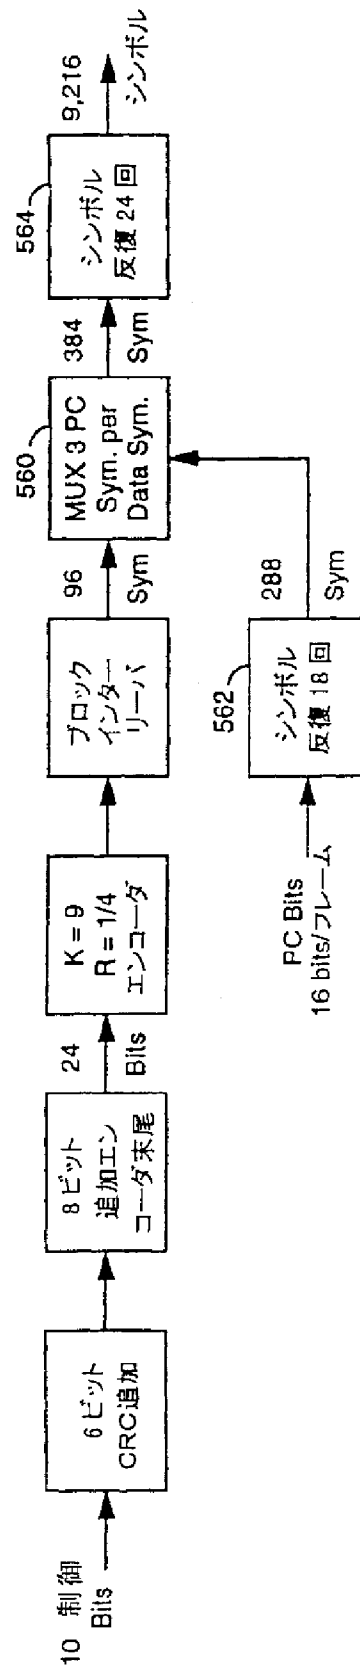 10 制御
Bits
6 ビット
CRC追加
8 ビット
追加エン
コーダ末尾
24
Bits
K = 9
R = 1/4
エンコーダ
ブロック
インター
リーバ
96
Sym
560
MUX 3 PC
Sym. per
Data Sym.
384
Sym
564
シンボル
反復 24 回
9,216
シンボル
PC Bits
16 bits/フレーム
562
シンボル
反復 18 回
288
Sym